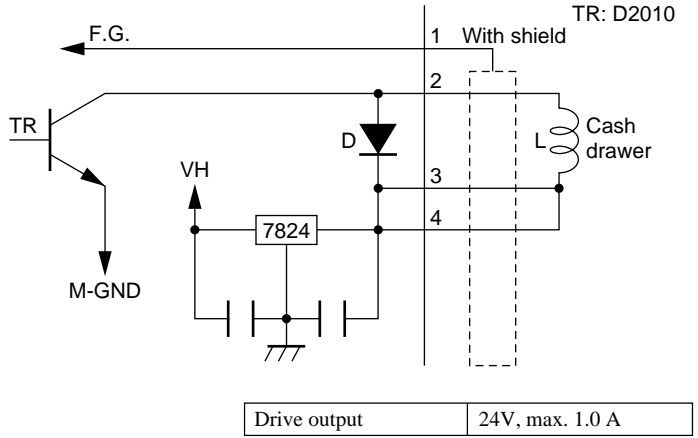 TR: D2010
F.G.
1
With shield
2
TR
D
L
Cash
drawer
VH
3
7824
4
M-GND
Drive output
24V, max. 1.0 A